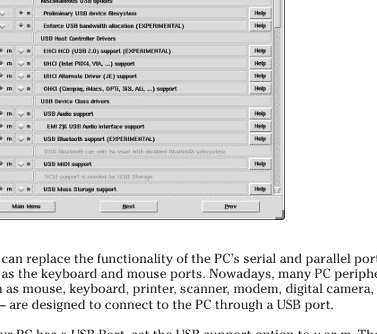 Miscellaneous USB options
Preliminary USB device filesystem Help
n Enforce USB bandwidth allocation (EXPERIMENTAL) Help
USB Host Controller Drivers
m n EHCI HCD (USB 2.0) support (EXPERIMENTAL) Help
m n UHCI (Intel PIIX4, VIA, ...) support Help
m n UHCI Alternate Driver (JE) support Help
m n OHCI (Compaq, iMacs, OPTi, SiS, ALi, ...) support Help
USB Device Class drivers
m n USB Audio support Help
m n EMI 2|6 USB Audio interface support Help
m n USB Bluetooth support (EXPERIMENTAL) Help
USB Bluetooth can only be used with disabled Bluetooth subsystem
m n USB MIDI support Help
SCSI support is needed for USB Storage
m n USB Mass Storage support Help
Main Menu Next Prev
can replace the functionality of the PC's serial and parallel port
as the keyboard and mouse ports. Nowadays, many PC periphe
as mouse, keyboard, printer, scanner, modem, digital camera,
– are designed to connect to the PC through a USB port.
ur PC has a USB Port, set the USB support option to y or m. The